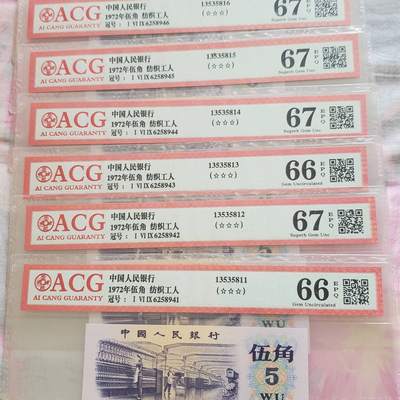 ACG
AI CANG GUARANTY
中国人民银行
1972年伍角 纺织工人
冠号: I VI IX 6258946
13535816
(☆☆☆)
67 EPQ
Superb Gem Unc
ACG
AI CANG GUARANTY
中国人民银行
1972年伍角 纺织工人
冠号: I VI IX 6258945
13535815
(☆☆☆)
67 EPQ
Superb Gem Unc
ACG
AI CANG GUARANTY
中国人民银行
1972年伍角 纺织工人
冠号: I VI IX 6258944
13535814
(☆☆☆)
67 EPQ
Superb Gem Unc
ACG
AI CANG GUARANTY
中国人民银行
1972年伍角 纺织工人
冠号: I VI IX 6258943
13535813
(☆☆☆)
66 EPQ
Gem Uncirculated
ACG
AI CANG GUARANTY
中国人民银行
1972年伍角 纺织工人
冠号: I VI IX 6258942
13535812
(☆☆☆)
67 EPQ
Superb Gem Unc
ACG
AI CANG GUARANTY
中国人民银行
1972年伍角 纺织工人
冠号: I VI IX 6258941
13535811
(☆☆☆)
66 EPQ
Gem Uncirculated
WU
中國人民銀行
伍角
5
WU